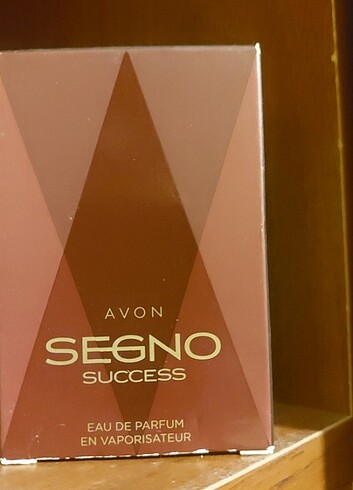 AVON
SEGNO
SUCCESS
EAU DE PARFUM
EN VAPORISATEUR